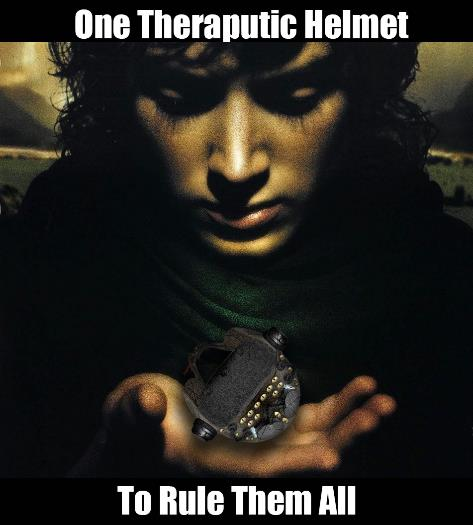 One Theraputic Helmet
To Rule Them All